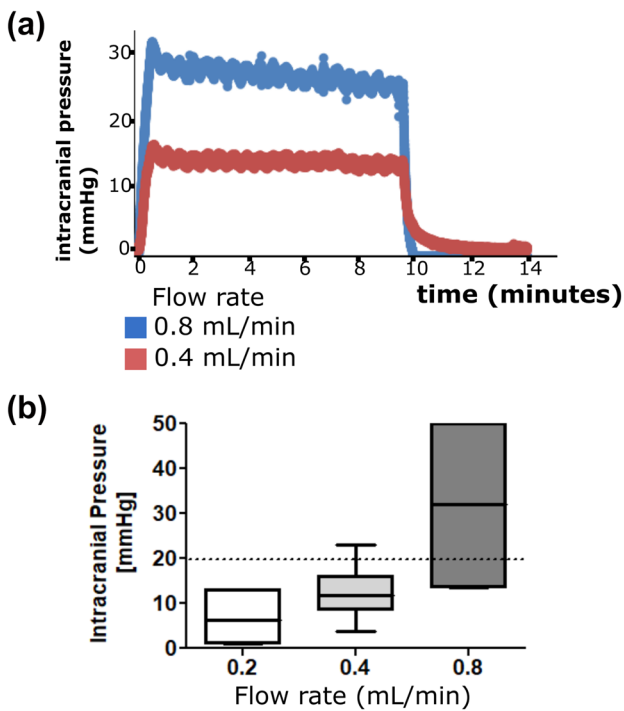 (a)
intracranial pressure
(mmHg)
30
20
10
0
0 2 4 6 8 10 12 14
time (minutes)
Flow rate
0.8 mL/min
0.4 mL/min
(b)
Intracranial Pressure
[mmHg]
50
40
30
20
10
0
0.2 0.4 0.8
Flow rate (mL/min)